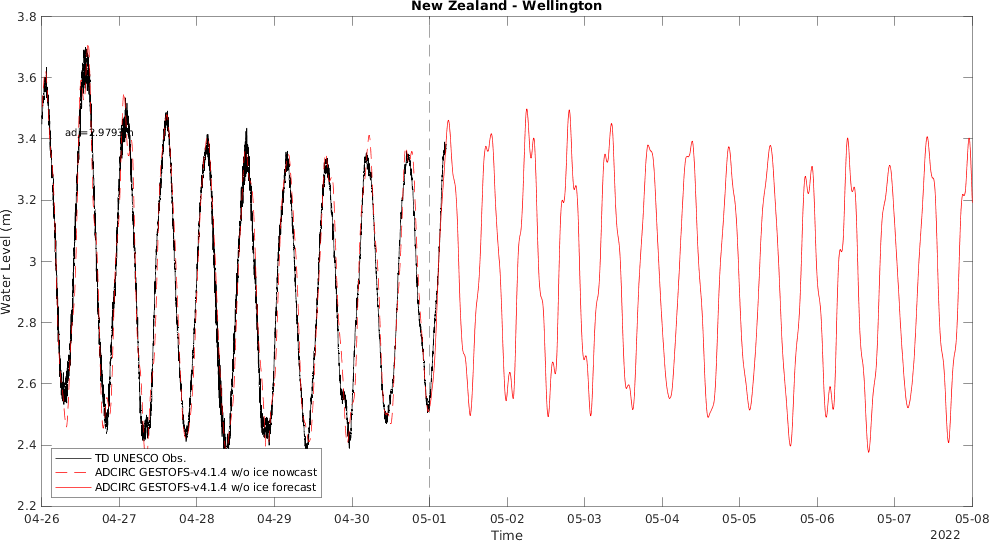 New Zealand - Wellington
3.8
3.6
3.4
3.2
3
2.8
2.6
2.4
2.2
Water Level (m)
adj=2.9793m
TD UNESCO Obs.
ADCIRC GESTOFS-v4.1.4 w/o ice nowcast
ADCIRC GESTOFS-v4.1.4 w/o ice forecast
04-26 04-27 04-28 04-29 04-30 05-01 05-02 05-03 05-04 05-05 05-06 05-07 05-08
Time
2022